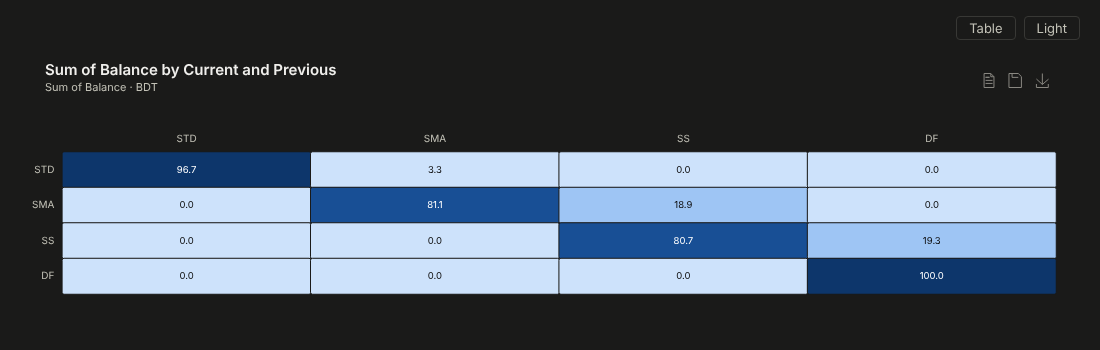 Table Light
Sum of Balance by Current and Previous
Sum of Balance · BDT
STD SMA SS DF
STD 96.7 3.3 0.0 0.0
SMA 0.0 81.1 18.9 0.0
SS 0.0 0.0 80.7 19.3
DF 0.0 0.0 0.0 100.0